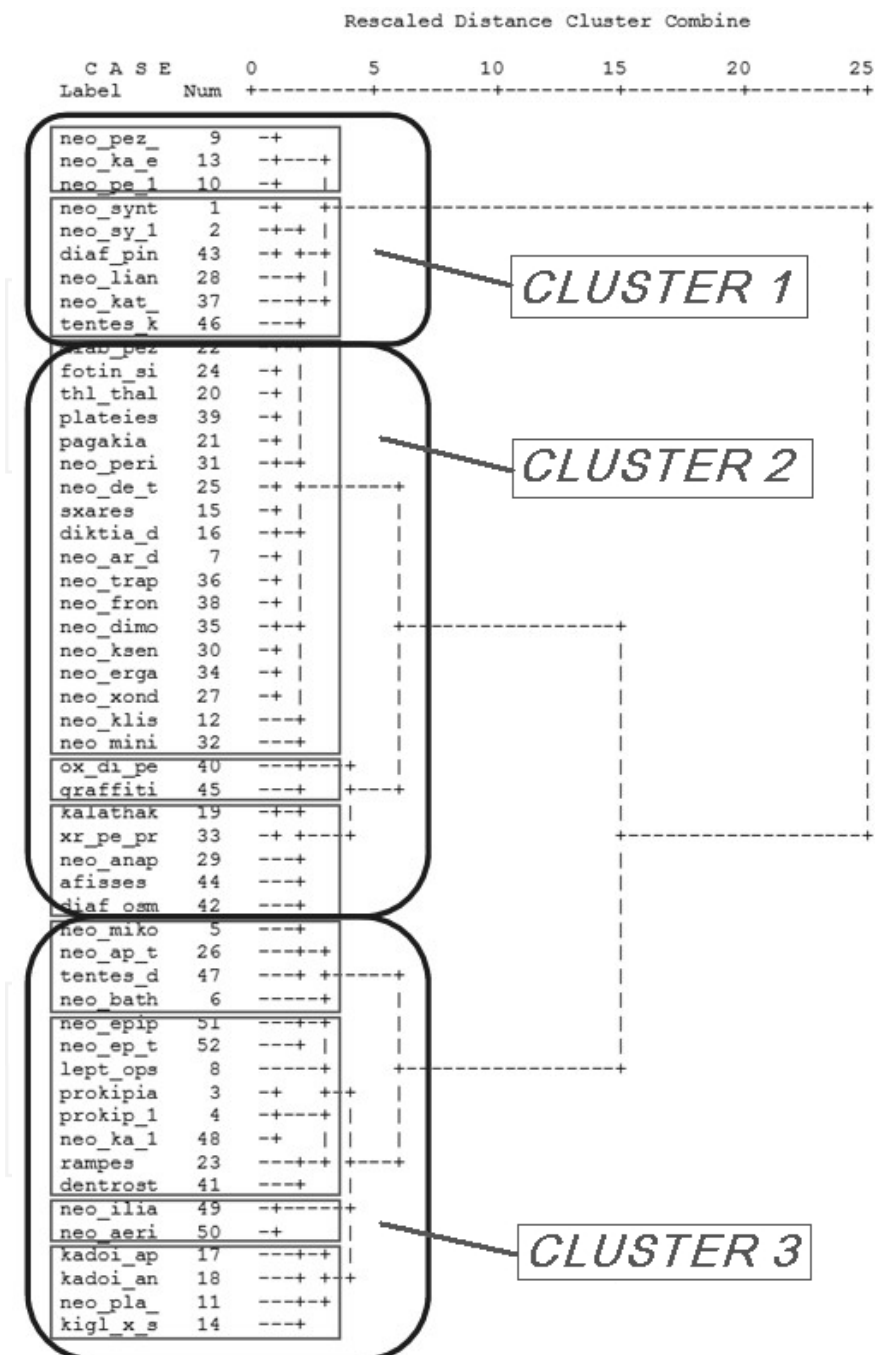 Rescaled Distance Cluster Combine
C A S E 0 5 10 15 20 25
Label Num +---------+---------+---------+---------+---------+
neo_pez_ 9
neo_ka_e 13
neo_pe_1 10
neo_synt 1
neo_sy_1 2
diaf_pin 43
neo_lian 28
neo_kat_ 37
tentes_k 46
CLUSTER 1
22
fotin_si 24
thl_thal 20
plateies 39
pagakia 21
neo_peri 31
neo_de_t 25
sxares 15
diktia_d 16
neo_ar_d 7
neo_trap 36
neo_fron 38
neo_dimo 35
neo_ksen 30
neo_erga 34
neo_xond 27
neo_klis 12
neo_mini 32
ox_di_pe 40
graffiti 45
kalathak 19
xr_pe_pr 33
neo_anap 29
afisses 44
diaf_osm 42
CLUSTER 2
neo_miko 5
neo_ap_t 26
tentes_d 47
neo_bath 6
neo_epip 51
neo_ep_t 52
lept_ops 8
prokipia 3
prokip_1 4
neo_ka_1 48
rampes 23
dentrost 41
neo_ilia 49
neo_aeri 50
kadoi_ap 17
kadoi_an 18
neo_pla_ 11
kigl_x_s 14
CLUSTER 3